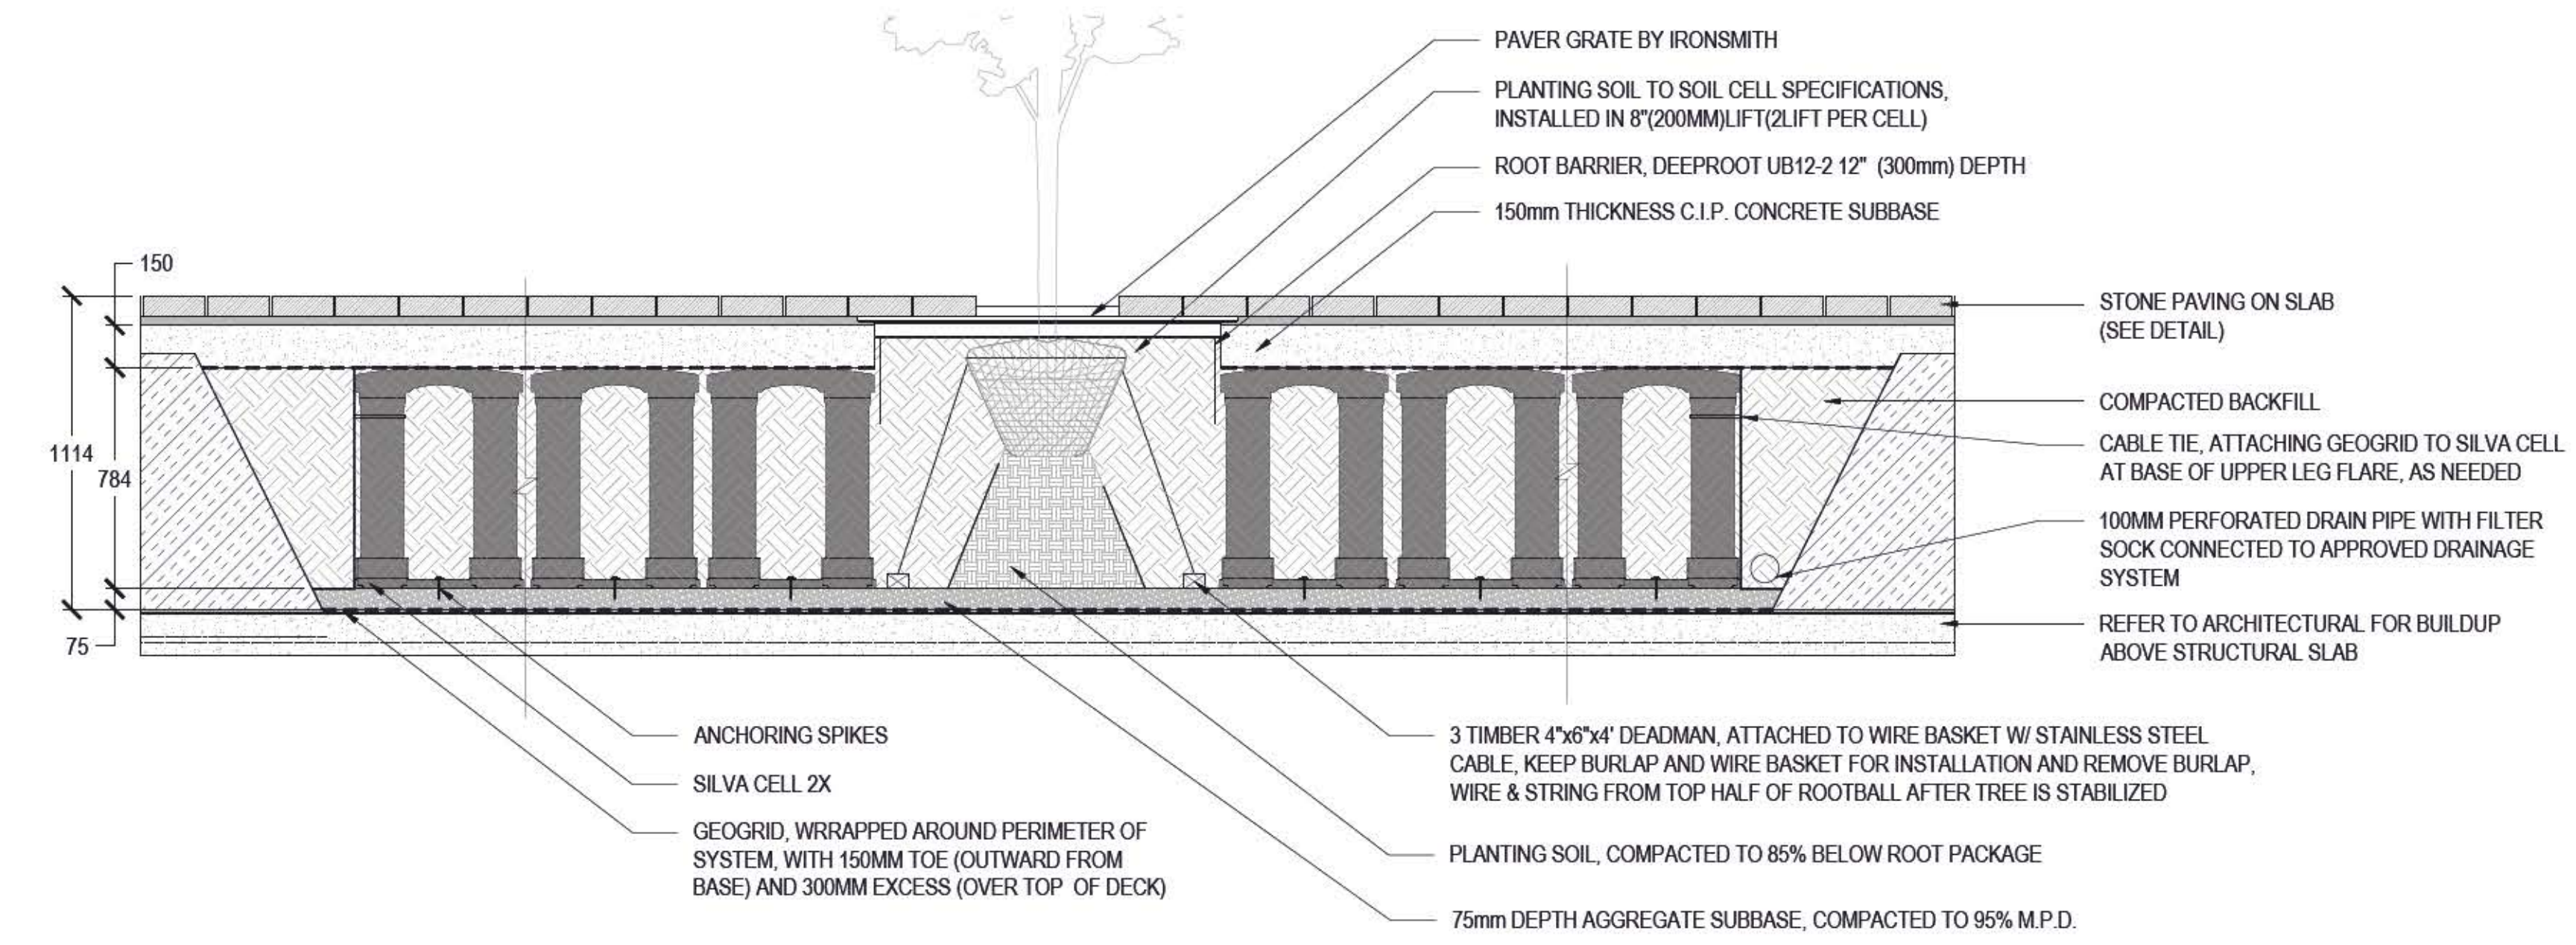 PAVER GRATE BY IRONSMITH
PLANTING SOIL TO SOIL CELL SPECIFICATIONS,
INSTALLED IN 8"(200MM)LIFT(2LIFT PER CELL)
ROOT BARRIER, DEEPROOT UB12-2 12" (300mm) DEPTH
150mm THICKNESS C.I.P. CONCRETE SUBBASE
150
1114
784
75
STONE PAVING ON SLAB
(SEE DETAIL)
COMPACTED BACKFILL
CABLE TIE, ATTACHING GEOGRID TO SILVA CELL
AT BASE OF UPPER LEG FLARE, AS NEEDED
100MM PERFORATED DRAIN PIPE WITH FILTER
SOCK CONNECTED TO APPROVED DRAINAGE
SYSTEM
REFER TO ARCHITECTURAL FOR BUILDUP
ABOVE STRUCTURAL SLAB
ANCHORING SPIKES
SILVA CELL 2X
GEOGRID, WRRAPPED AROUND PERIMETER OF
SYSTEM, WITH 150MM TOE (OUTWARD FROM
BASE) AND 300MM EXCESS (OVER TOP OF DECK)
3 TIMBER 4"x6"x4' DEADMAN, ATTACHED TO WIRE BASKET W/ STAINLESS STEEL
CABLE, KEEP BURLAP AND WIRE BASKET FOR INSTALLATION AND REMOVE BURLAP,
WIRE & STRING FROM TOP HALF OF ROOTBALL AFTER TREE IS STABILIZED
PLANTING SOIL, COMPACTED TO 85% BELOW ROOT PACKAGE
75mm DEPTH AGGREGATE SUBBASE, COMPACTED TO 95% M.P.D.